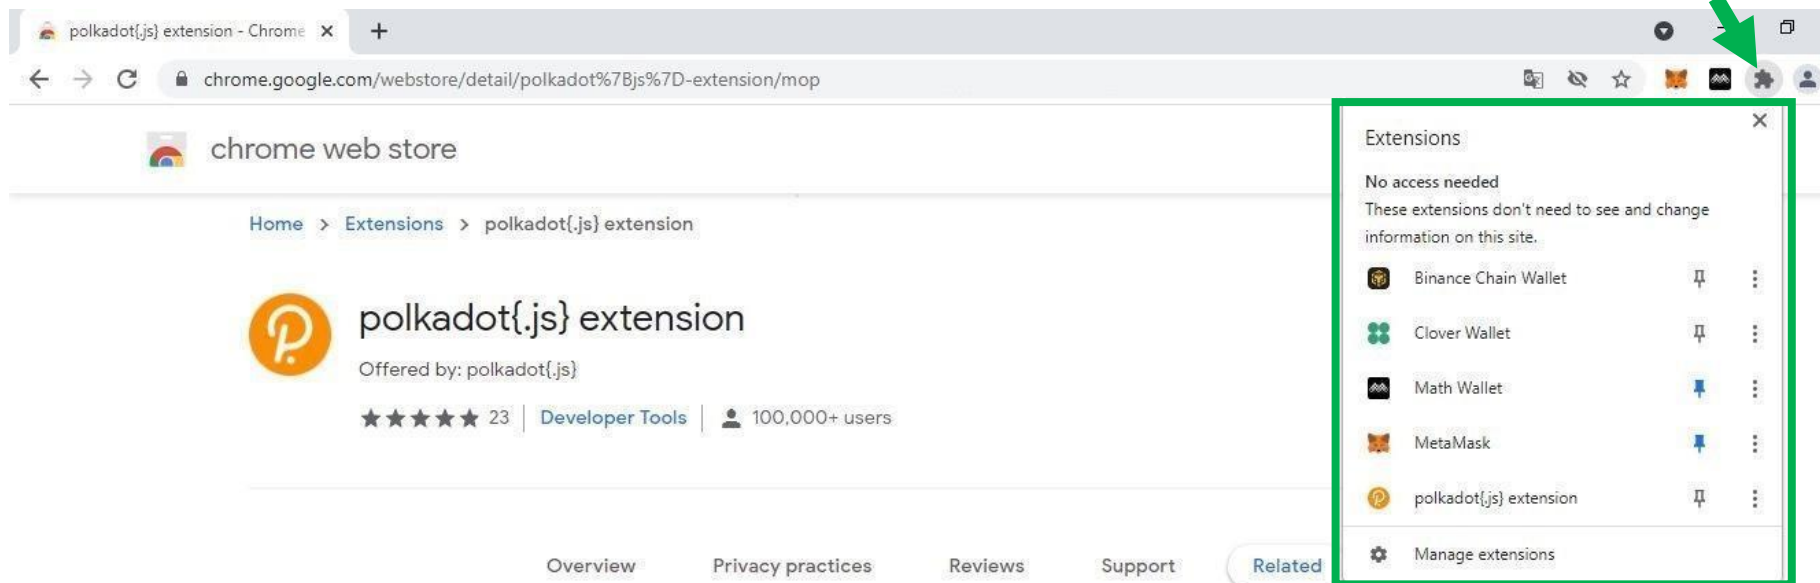 polkadot{.js} extension - Chrome
chrome.google.com/webstore/detail/polkadot%7Bjs%7D-extension/mop
chrome web store
Home > Extensions > polkadot{.js} extension
polkadot{.js} extension
Offered by: polkadot{.js}
23 | Developer Tools | 100,000+ users
Overview Privacy practices Reviews Support Related
Extensions
No access needed
These extensions don't need to see and change
information on this site.
Binance Chain Wallet
Clover Wallet
Math Wallet
MetaMask
polkadot{.js} extension
Manage extensions